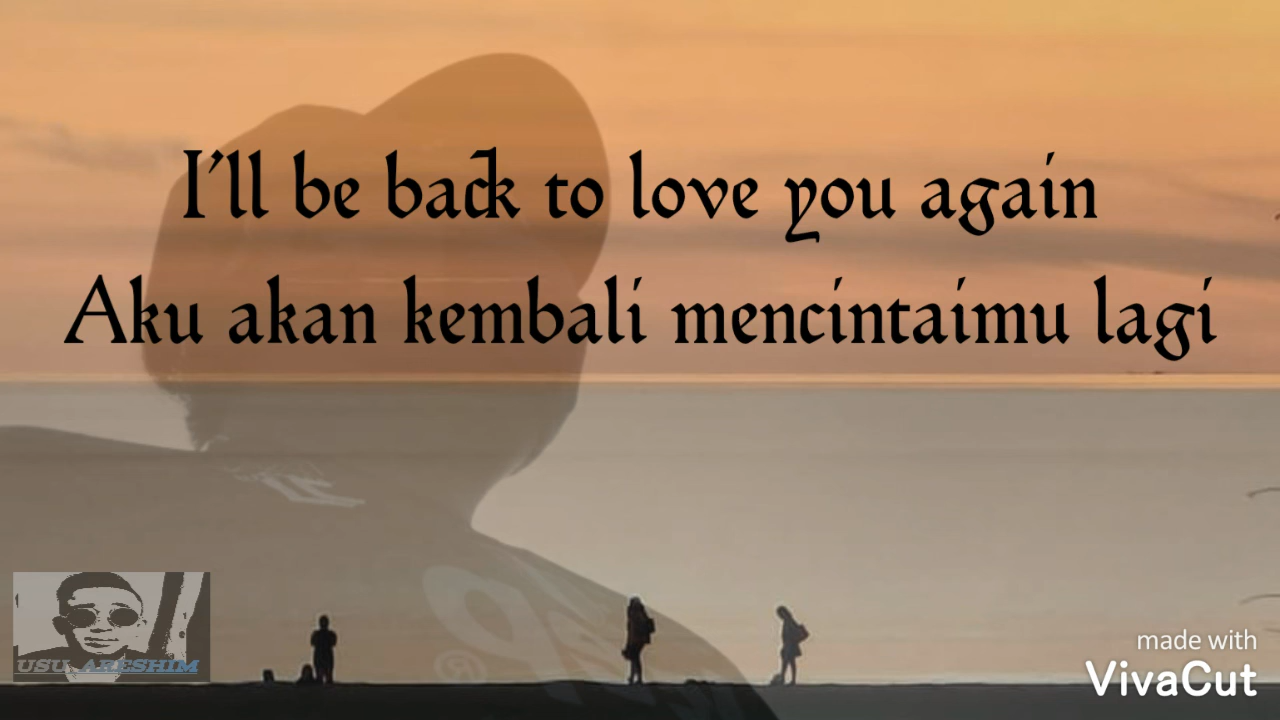 I'll be back to love you again
Aku akan kembali mencintaimu lagi
USU ARESHIM
made with
VivaCut